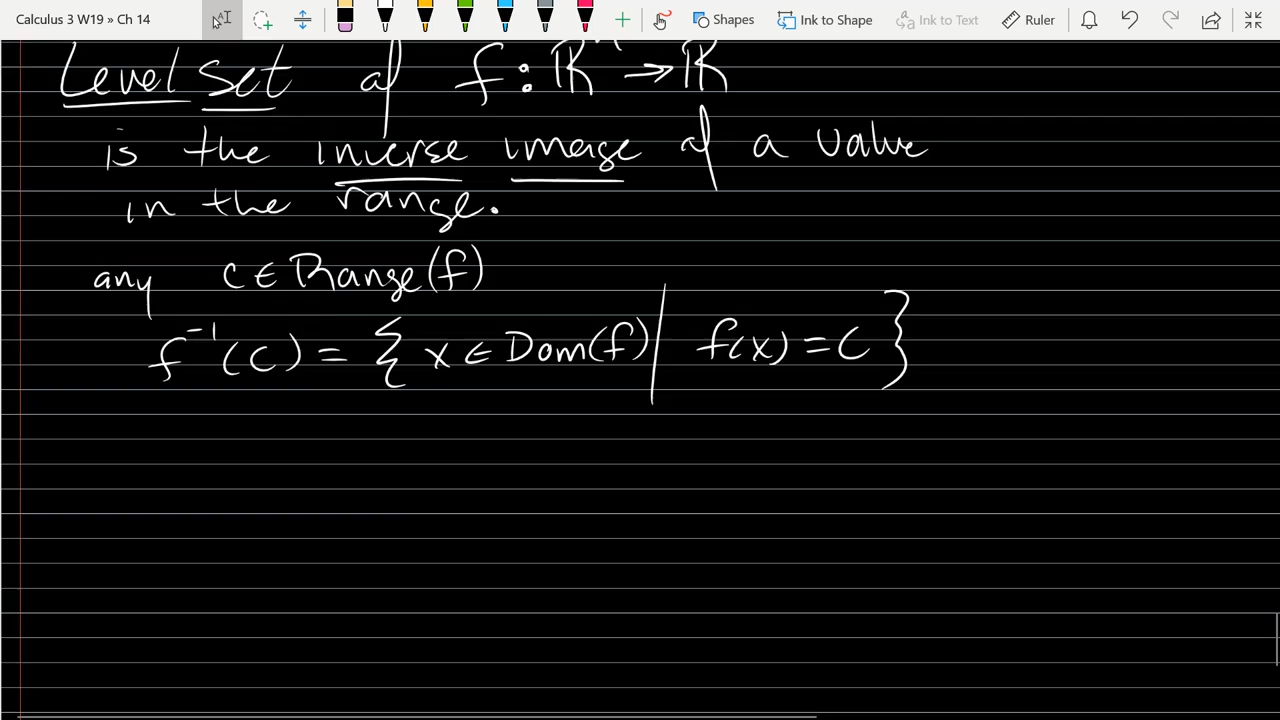 Calculus 3 W19 » Ch 14
Shapes
Ink to Shape
Ink to Text
Ruler
Level Set of f : ℝⁿ → ℝ
is the inverse image of a value
in the range.
any c ∈ Range(f)
f⁻¹(c) = { x ∈ Dom(f) | f(x) = c }